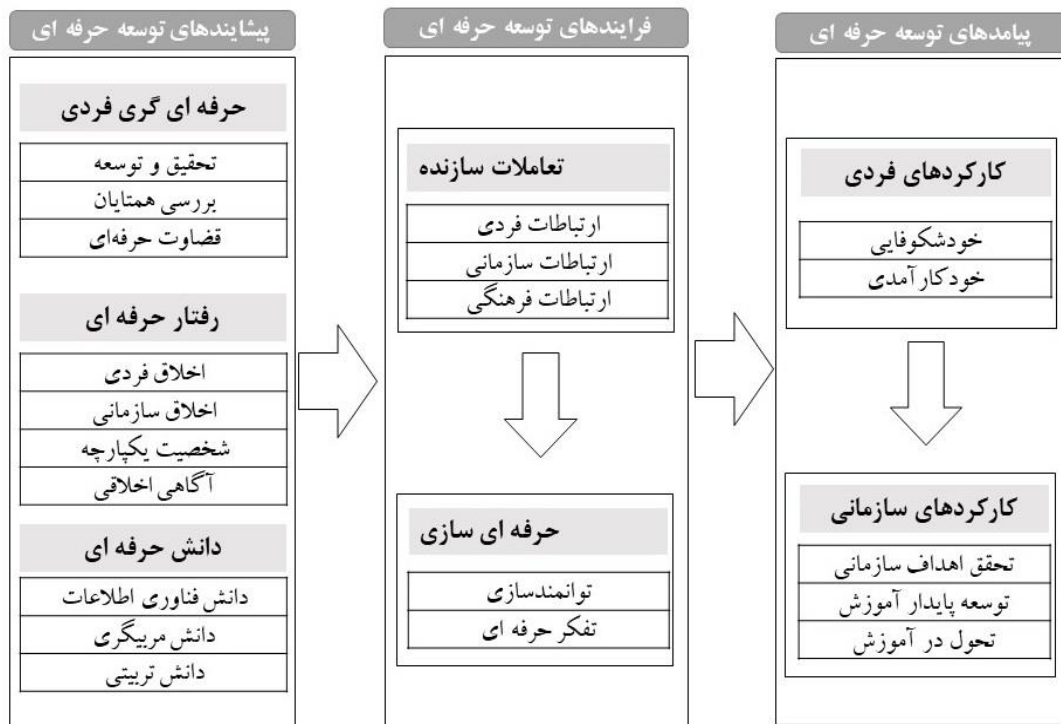 پیشایندهای توسعه حرفه ای
حرفه ای گری فردی
تحقیق و توسعه
بررسی همتایان
قضاوت حرفه‌ای
رفتار حرفه ای
اخلاق فردی
اخلاق سازمانی
شخصیت یکپارچه
آگاهی اخلاقی
دانش حرفه ای
دانش فناوری اطلاعات
دانش مربیگری
دانش تربیتی
فرایندهای توسعه حرفه ای
تعاملات سازنده
ارتباطات فردی
ارتباطات سازمانی
ارتباطات فرهنگی
حرفه ای سازی
توانمندسازی
تفکر حرفه ای
پیامدهای توسعه حرفه ای
کارکردهای فردی
خودشکوفایی
خودکارآمدی
کارکردهای سازمانی
تحقق اهداف سازمانی
توسعه پایدار آموزش
تحول در آموزش